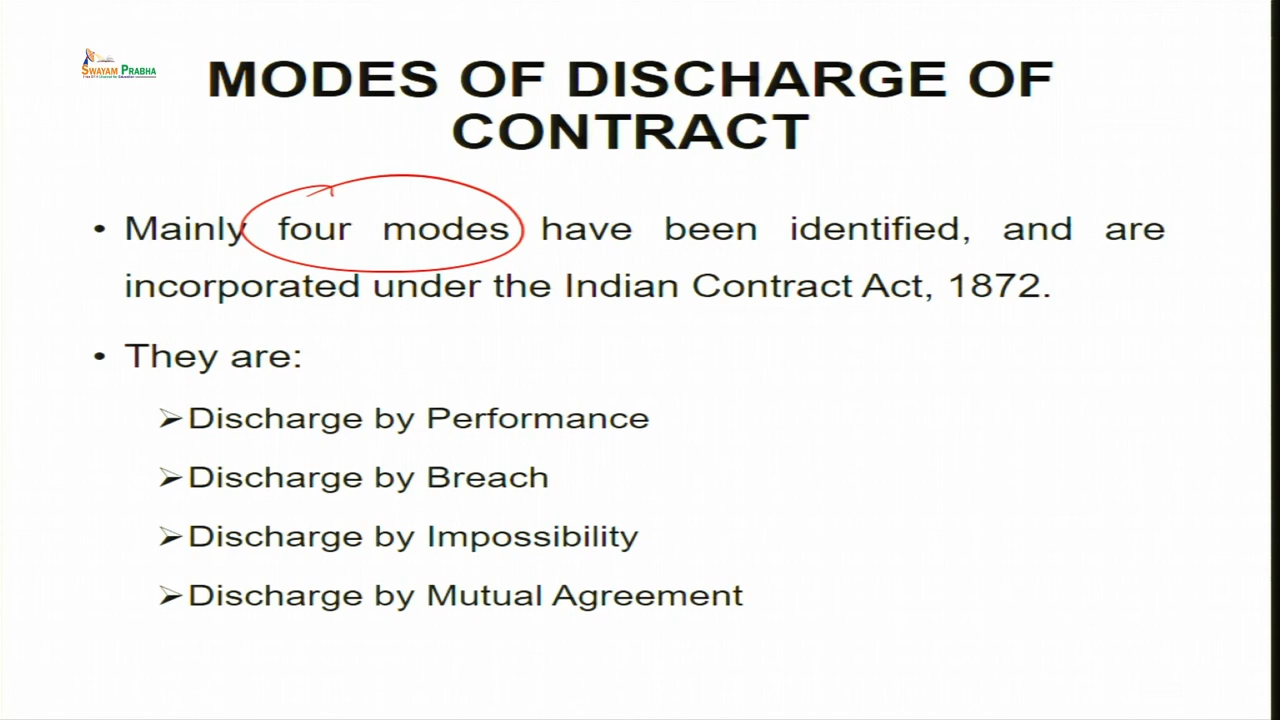 SWAYAM PRABHA
MODES OF DISCHARGE OF
CONTRACT
• Mainly four modes have been identified, and are
incorporated under the Indian Contract Act, 1872.
• They are:
➢Discharge by Performance
➢Discharge by Breach
➢Discharge by Impossibility
➢Discharge by Mutual Agreement